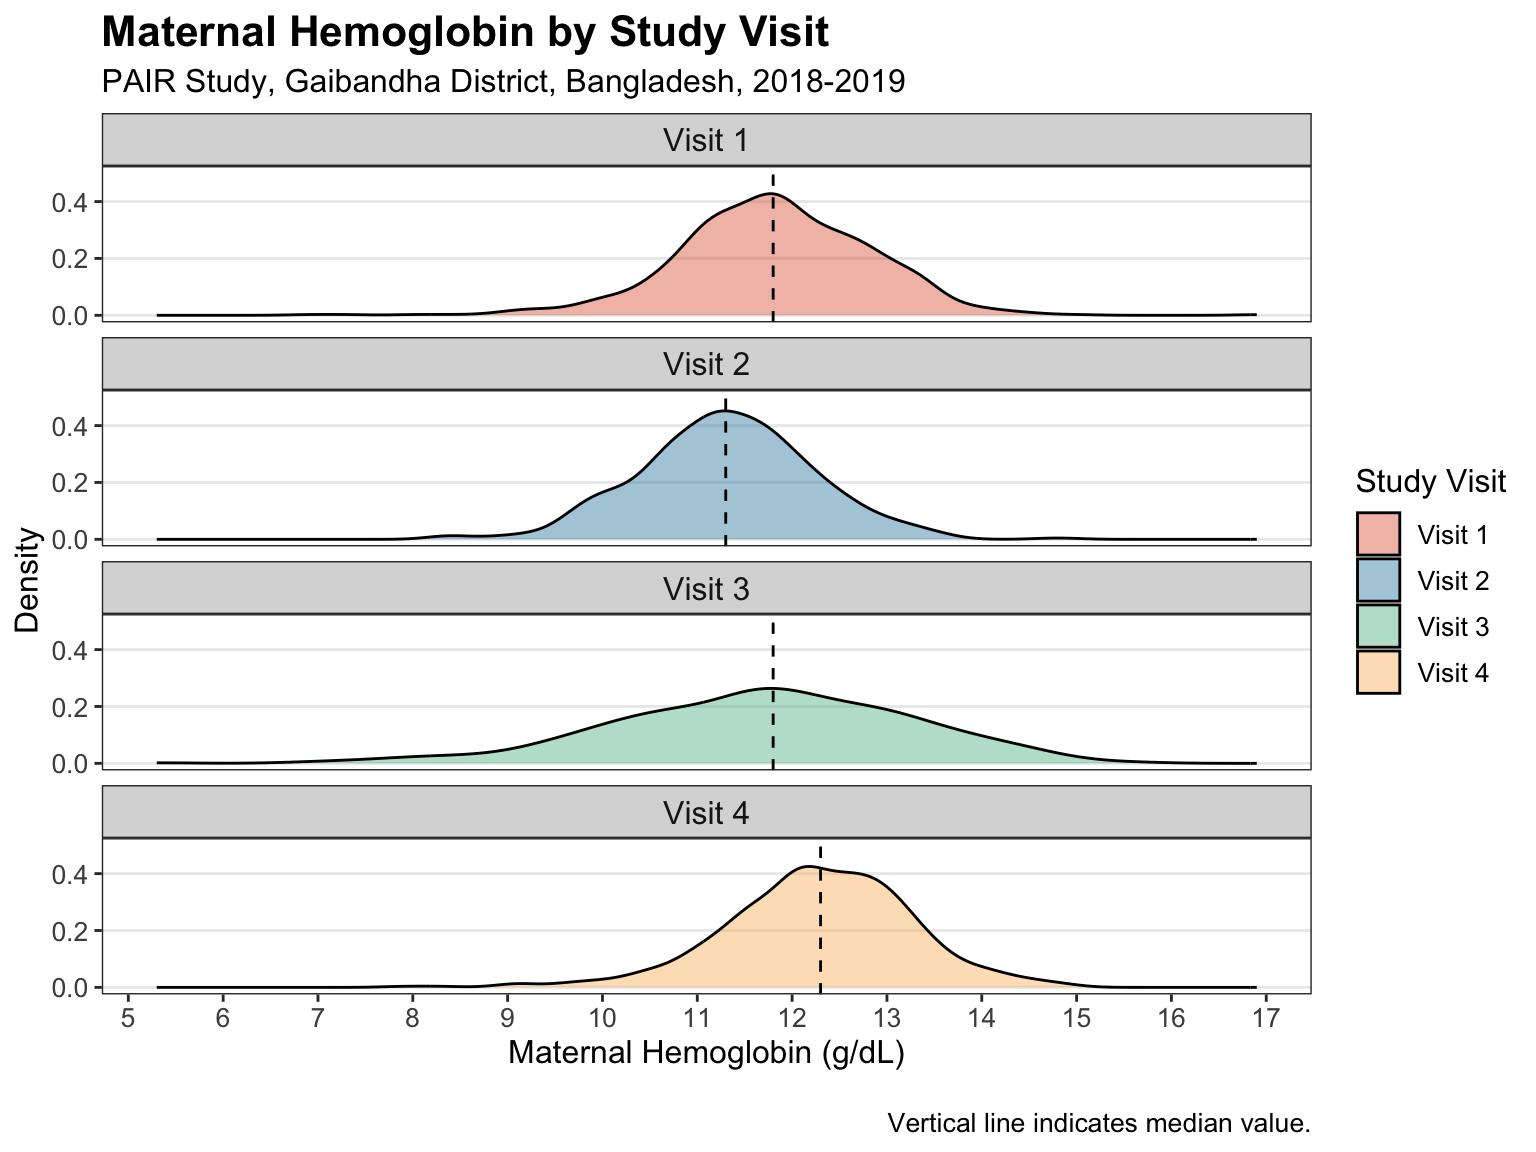 Maternal Hemoglobin by Study Visit
PAIR Study, Gaibandha District, Bangladesh, 2018-2019
Visit 1
0.4
0.2
0.0
Visit 2
0.4
0.2
0.0
Visit 3
0.4
0.2
0.0
Visit 4
0.4
0.2
0.0
5 6 7 8 9 10 11 12 13 14 15 16 17
Maternal Hemoglobin (g/dL)
Density
Study Visit
Visit 1
Visit 2
Visit 3
Visit 4
Vertical line indicates median value.